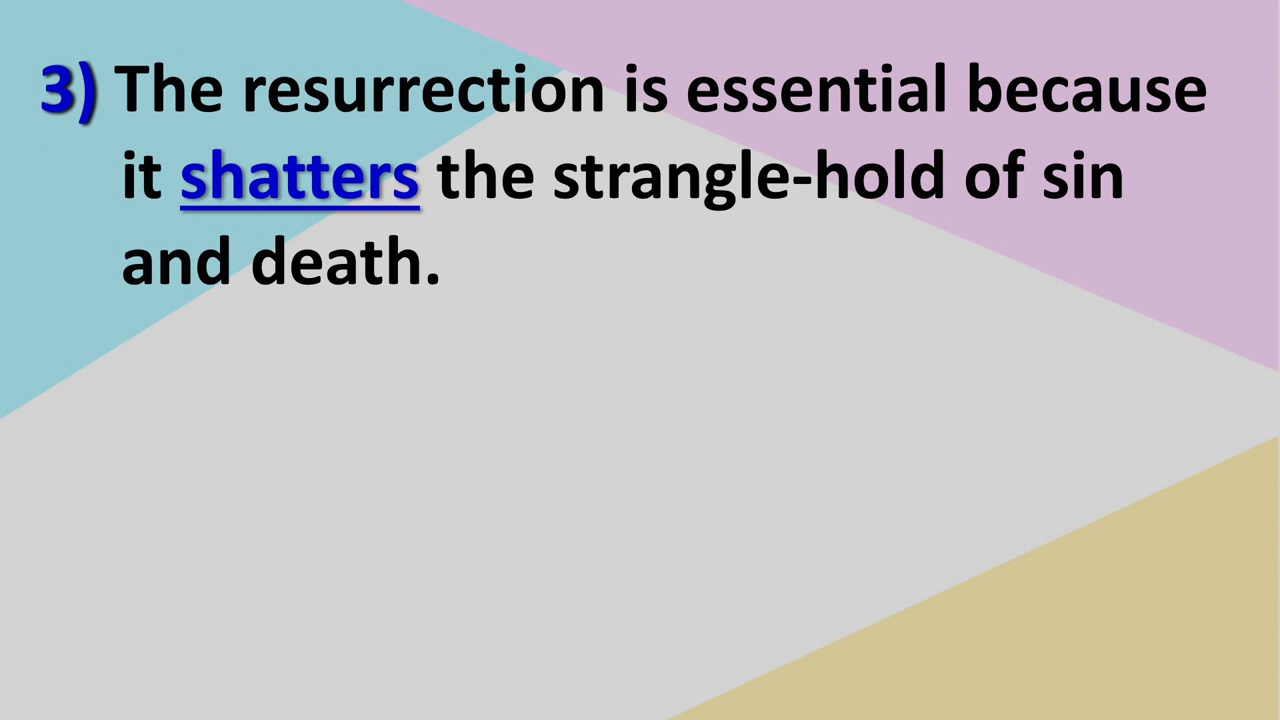 3) The resurrection is essential because
it shatters the strangle-hold of sin
and death.